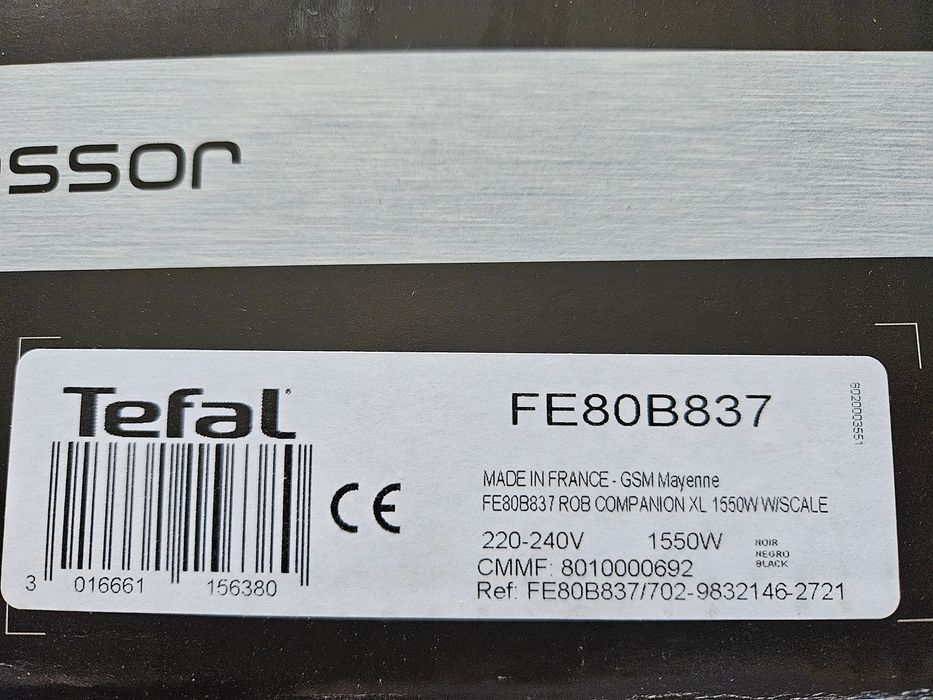 ssor
Tefal
FE80B837
6020003551
MADE IN FRANCE - GSM Mayenne
FE80B837 ROB COMPANION XL 1550W W/SCALE
220-240V 1550W
NOIR
NEGRO
BLACK
CMMF: 8010000692
Ref: FE80B837/702-9832146-2721
CE
3 016661 156380